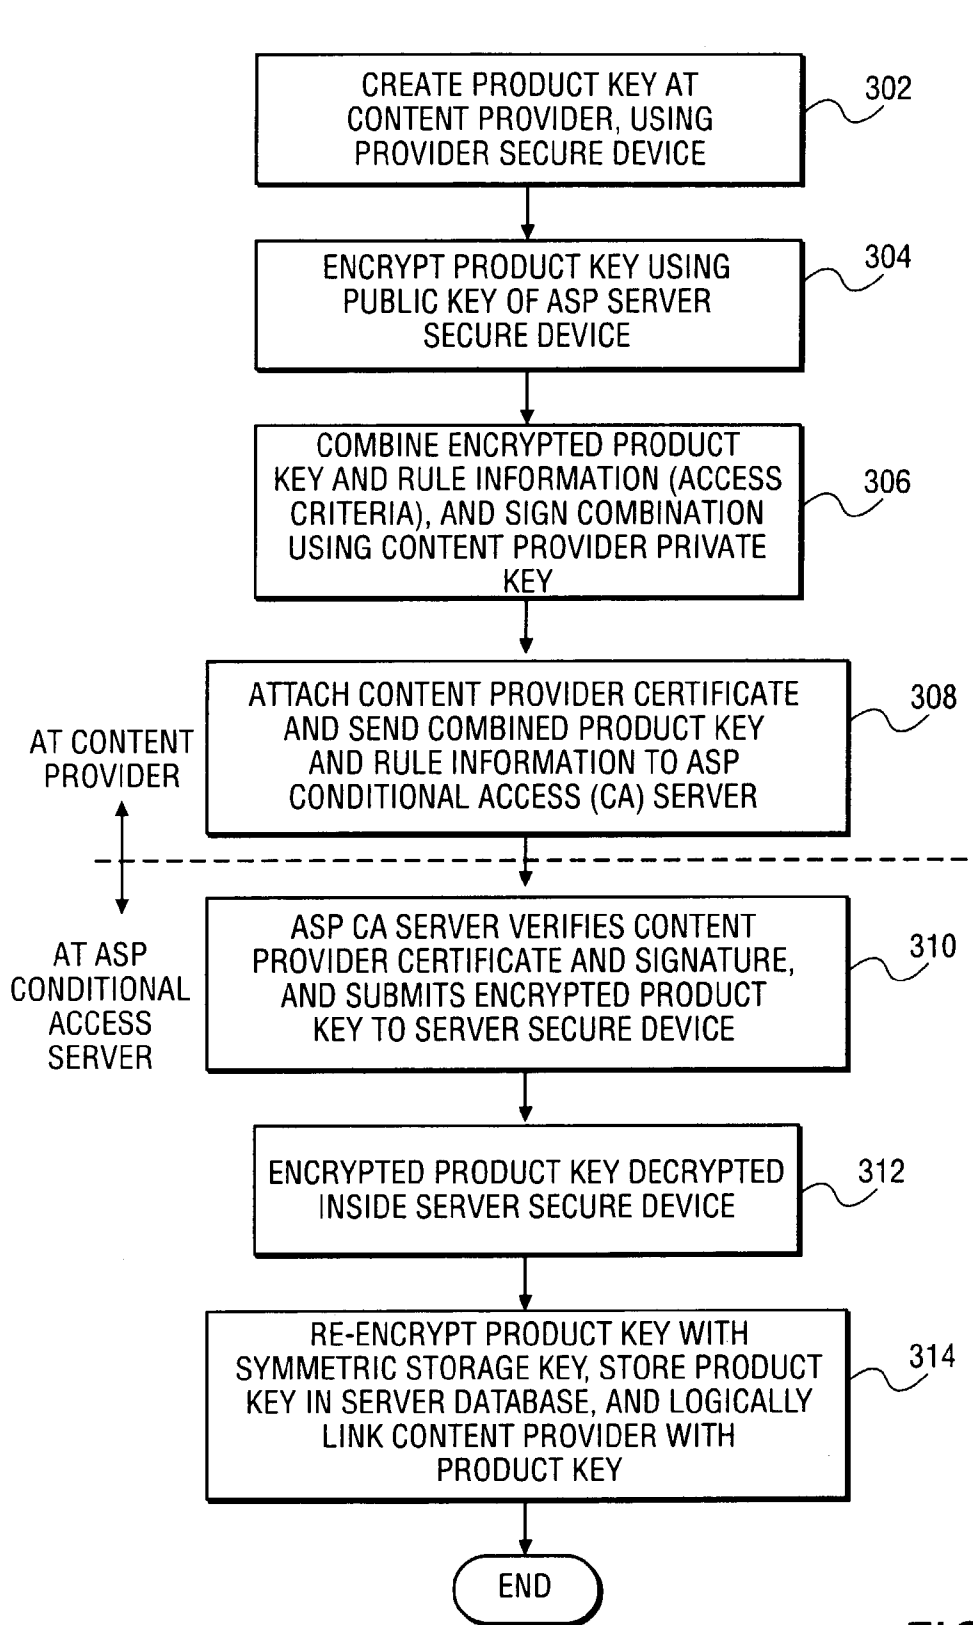 CREATE PRODUCT KEY AT
CONTENT PROVIDER, USING
PROVIDER SECURE DEVICE
302
ENCRYPT PRODUCT KEY USING
PUBLIC KEY OF ASP SERVER
SECURE DEVICE
304
COMBINE ENCRYPTED PRODUCT
KEY AND RULE INFORMATION (ACCESS
CRITERIA), AND SIGN COMBINATION
USING CONTENT PROVIDER PRIVATE
KEY
306
ATTACH CONTENT PROVIDER CERTIFICATE
AND SEND COMBINED PRODUCT KEY
AND RULE INFORMATION TO ASP
CONDITIONAL ACCESS (CA) SERVER
308
AT CONTENT
PROVIDER
AT ASP
CONDITIONAL
ACCESS
SERVER
ASP CA SERVER VERIFIES CONTENT
PROVIDER CERTIFICATE AND SIGNATURE,
AND SUBMITS ENCRYPTED PRODUCT
KEY TO SERVER SECURE DEVICE
310
ENCRYPTED PRODUCT KEY DECRYPTED
INSIDE SERVER SECURE DEVICE
312
RE-ENCRYPT PRODUCT KEY WITH
SYMMETRIC STORAGE KEY, STORE PRODUCT
KEY IN SERVER DATABASE, AND LOGICALLY
LINK CONTENT PROVIDER WITH
PRODUCT KEY
314
END